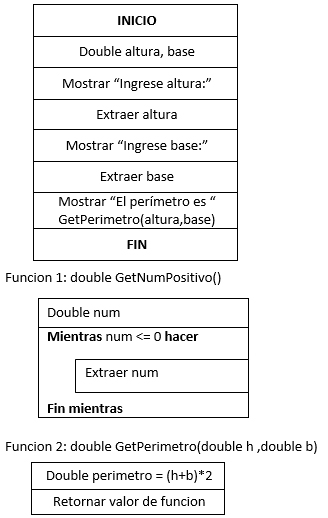 INICIO
Double altura, base
Mostrar “Ingrese altura:”
Extraer altura
Mostrar “Ingrese base:”
Extraer base
Mostrar “El perímetro es “
GetPerimetro(altura,base)
FIN
Funcion 1: double GetNumPositivo()
Double num
Mientras num <= 0 hacer
Extraer num
Fin mientras
Funcion 2: double GetPerimetro(double h ,double b)
Double perimetro = (h+b)*2
Retornar valor de funcion